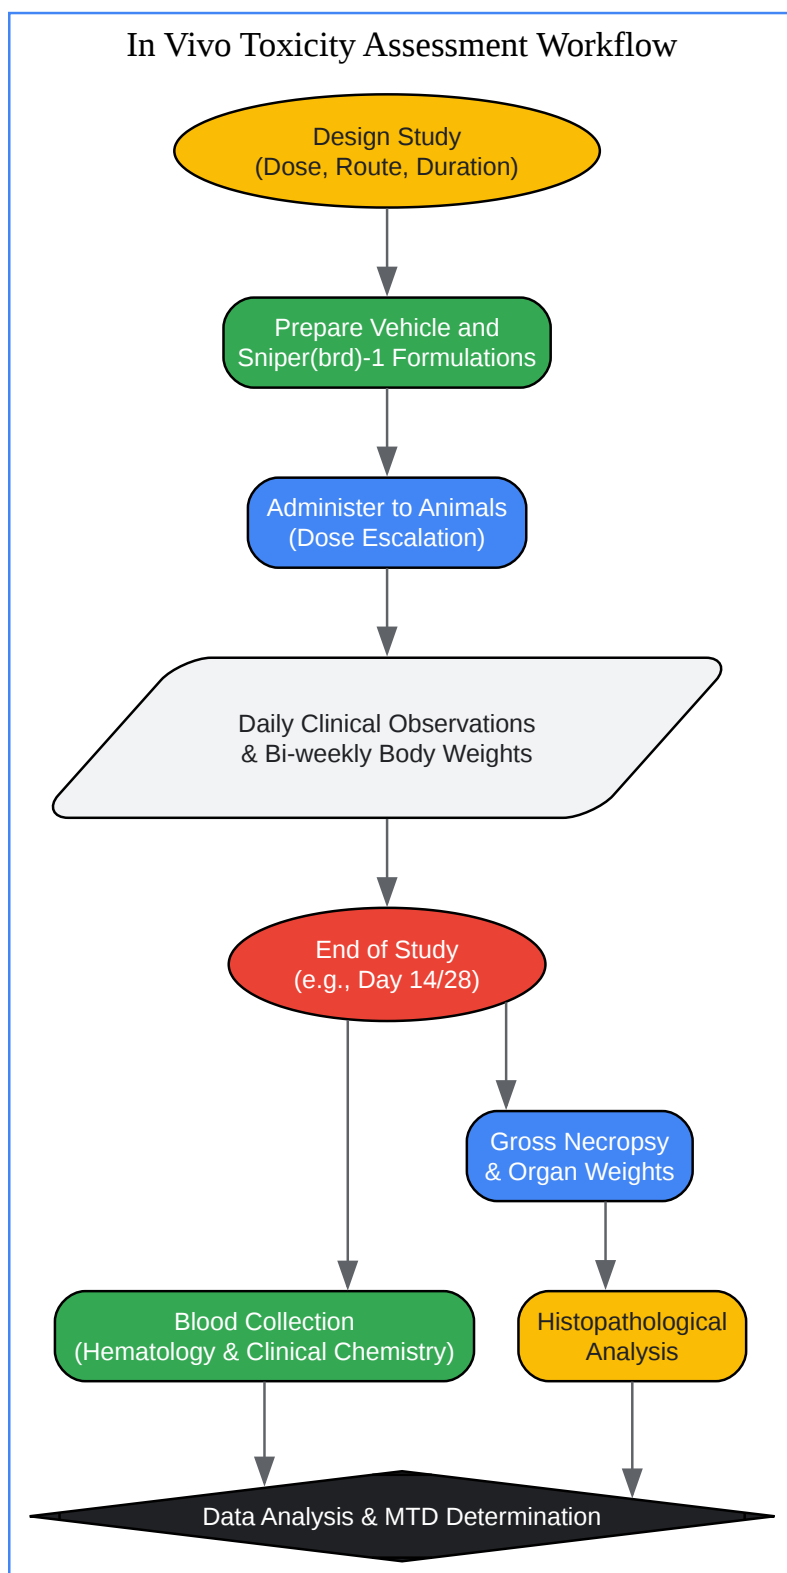 In Vivo Toxicity Assessment Workflow
Design Study
(Dose, Route, Duration)
Prepare Vehicle and
Sniper(brd)-1 Formulations
Administer to Animals
(Dose Escalation)
Daily Clinical Observations
& Bi-weekly Body Weights
End of Study
(e.g., Day 14/28)
Gross Necropsy
& Organ Weights
Blood Collection
(Hematology & Clinical Chemistry)
Histopathological
Analysis
Data Analysis & MTD Determination